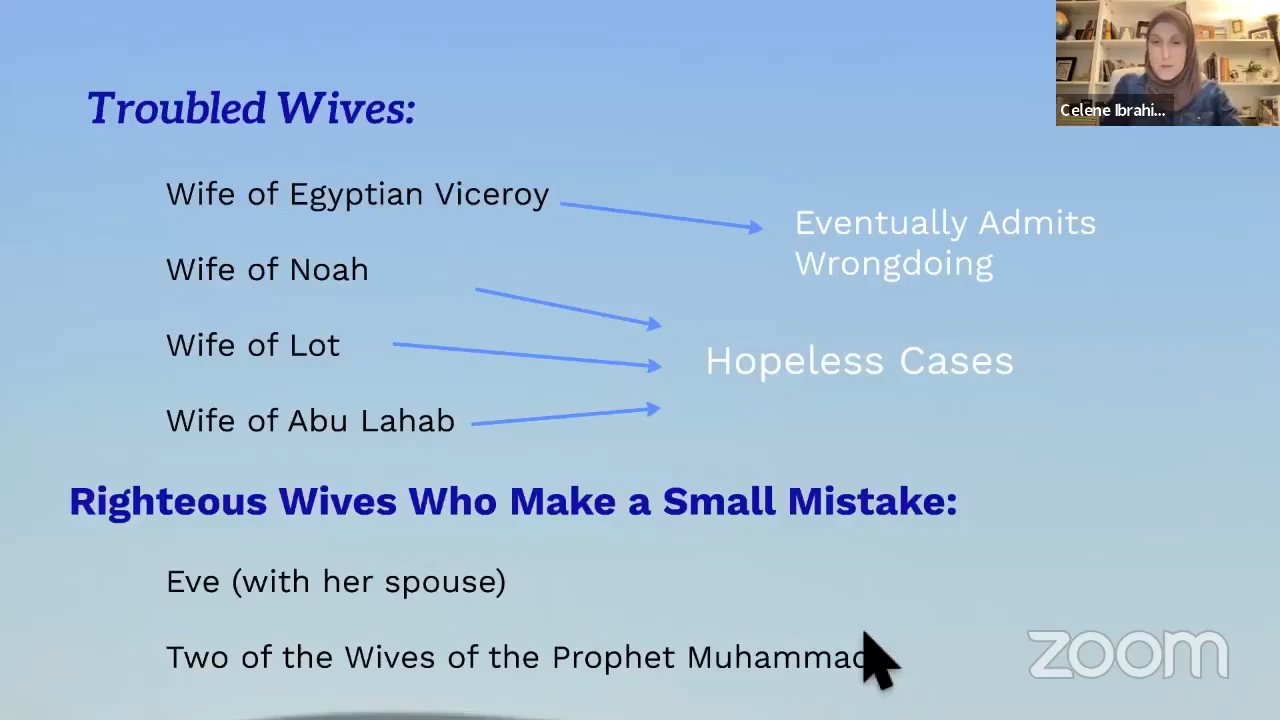 Troubled Wives:
Celene Ibrahi...
Wife of Egyptian Viceroy
Eventually Admits
Wrongdoing
Wife of Noah
Wife of Lot
Hopeless Cases
Wife of Abu Lahab
Righteous Wives Who Make a Small Mistake:
Eve (with her spouse)
Two of the Wives of the Prophet Muhammad
zoom